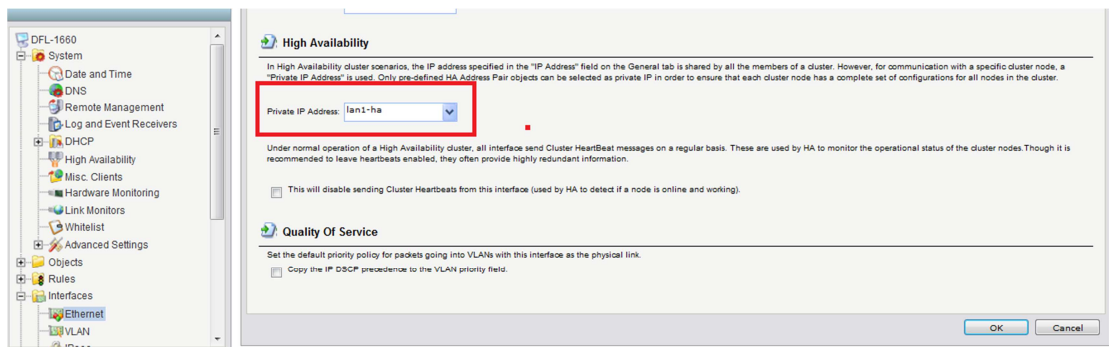 DFL-1660
System
Date and Time
DNS
Remote Management
Log and Event Receivers
DHCP
High Availability
Misc. Clients
Hardware Monitoring
Link Monitors
Whitelist
Advanced Settings
Objects
Rules
Interfaces
Ethernet
VLAN
High Availability
In High Availability cluster scenarios, the IP address specified in the "IP Address" field on the General tab is shared by all the members of a cluster. However, for communication with a specific cluster node, a
"Private IP Address" is used. Only pre-defined HA Address Pair objects can be selected as private IP in order to ensure that each cluster node has a complete set of configurations for all nodes in the cluster.
Private IP Address: lan1-ha
Under normal operation of a High Availability cluster, all interface send Cluster HeartBeat messages on a regular basis. These are used by HA to monitor the operational status of the cluster nodes.Though it is
recommended to leave heartbeats enabled, they often provide highly redundant information.
This will disable sending Cluster Heartbeats from this interface (used by HA to detect if a node is online and working).
Quality Of Service
Set the default priority policy for packets going into VLANs with this interface as the physical link.
Copy the IP DSCP precedence to the VLAN priority field.
OK Cancel